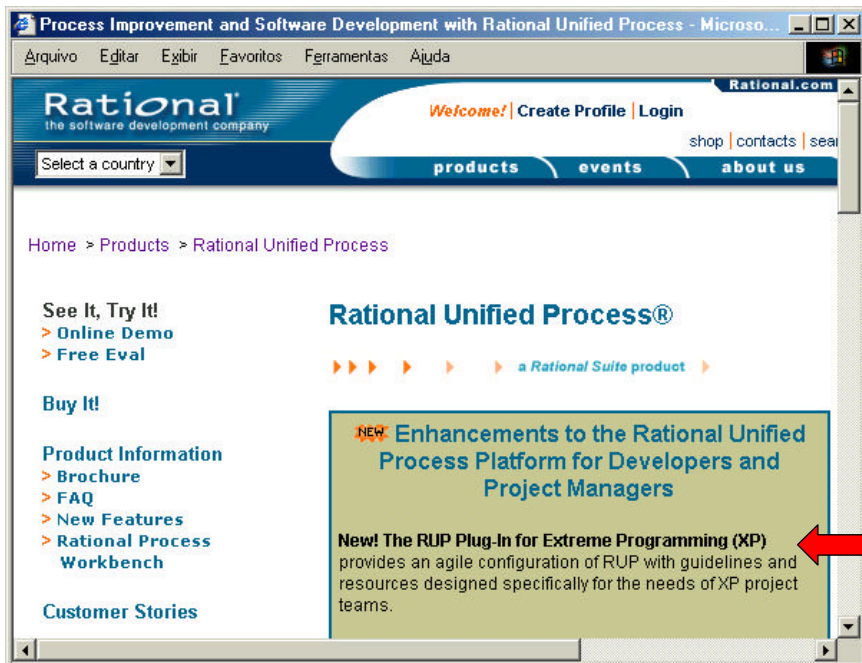 Process Improvement and Software Development with Rational Unified Process - Microso...
Arquivo Editar Exibir Favoritos Ferramentas Ajuda
Rational.com
Rational
the software development company
Welcome! | Create Profile | Login
shop | contacts | sea
Select a country
products events about us
Home > Products > Rational Unified Process
See It, Try It!
> Online Demo
> Free Eval
Buy It!
Product Information
> Brochure
> FAQ
> New Features
> Rational Process
Workbench
Customer Stories
Rational Unified Process®
a Rational Suite product
NEW Enhancements to the Rational Unified
Process Platform for Developers and
Project Managers
New! The RUP Plug-In for Extreme Programming (XP)
provides an agile configuration of RUP with guidelines and
resources designed specifically for the needs of XP project
teams.